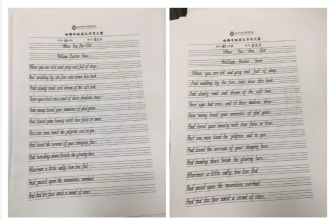 When You Are Old
William Butler Yeats
When you are old and grey and full of sleep,
And nodding by the fire, take down this book,
And slowly read, and dream of the soft look
Your eyes had once, and of their shadows deep;
How many loved your moments of glad grace,
And loved your beauty with love false or true,
But one man loved the pilgrim soul in you,
And loved the sorrows of your changing face;
And bending down beside the glowing bars,
Murmur, a little sadly, how love fled
And paced upon the mountains overhead
And hid his face amid a crowd of stars.
When You Are Old
William Butler Yeats
When you are old and grey and full of sleep,
And nodding by the fire, take down this book,
And slowly read, and dream of the soft look
Your eyes had once, and of their shadows deep;
How many loved your moments of glad grace,
And loved your beauty with love false or true,
But one man loved the pilgrim soul in you,
And loved the sorrows of your changing face;
And bending down beside the glowing bars,
Murmur, a little sadly, how love fled
And paced upon the mountains overhead
And hid his face amid a crowd of stars.